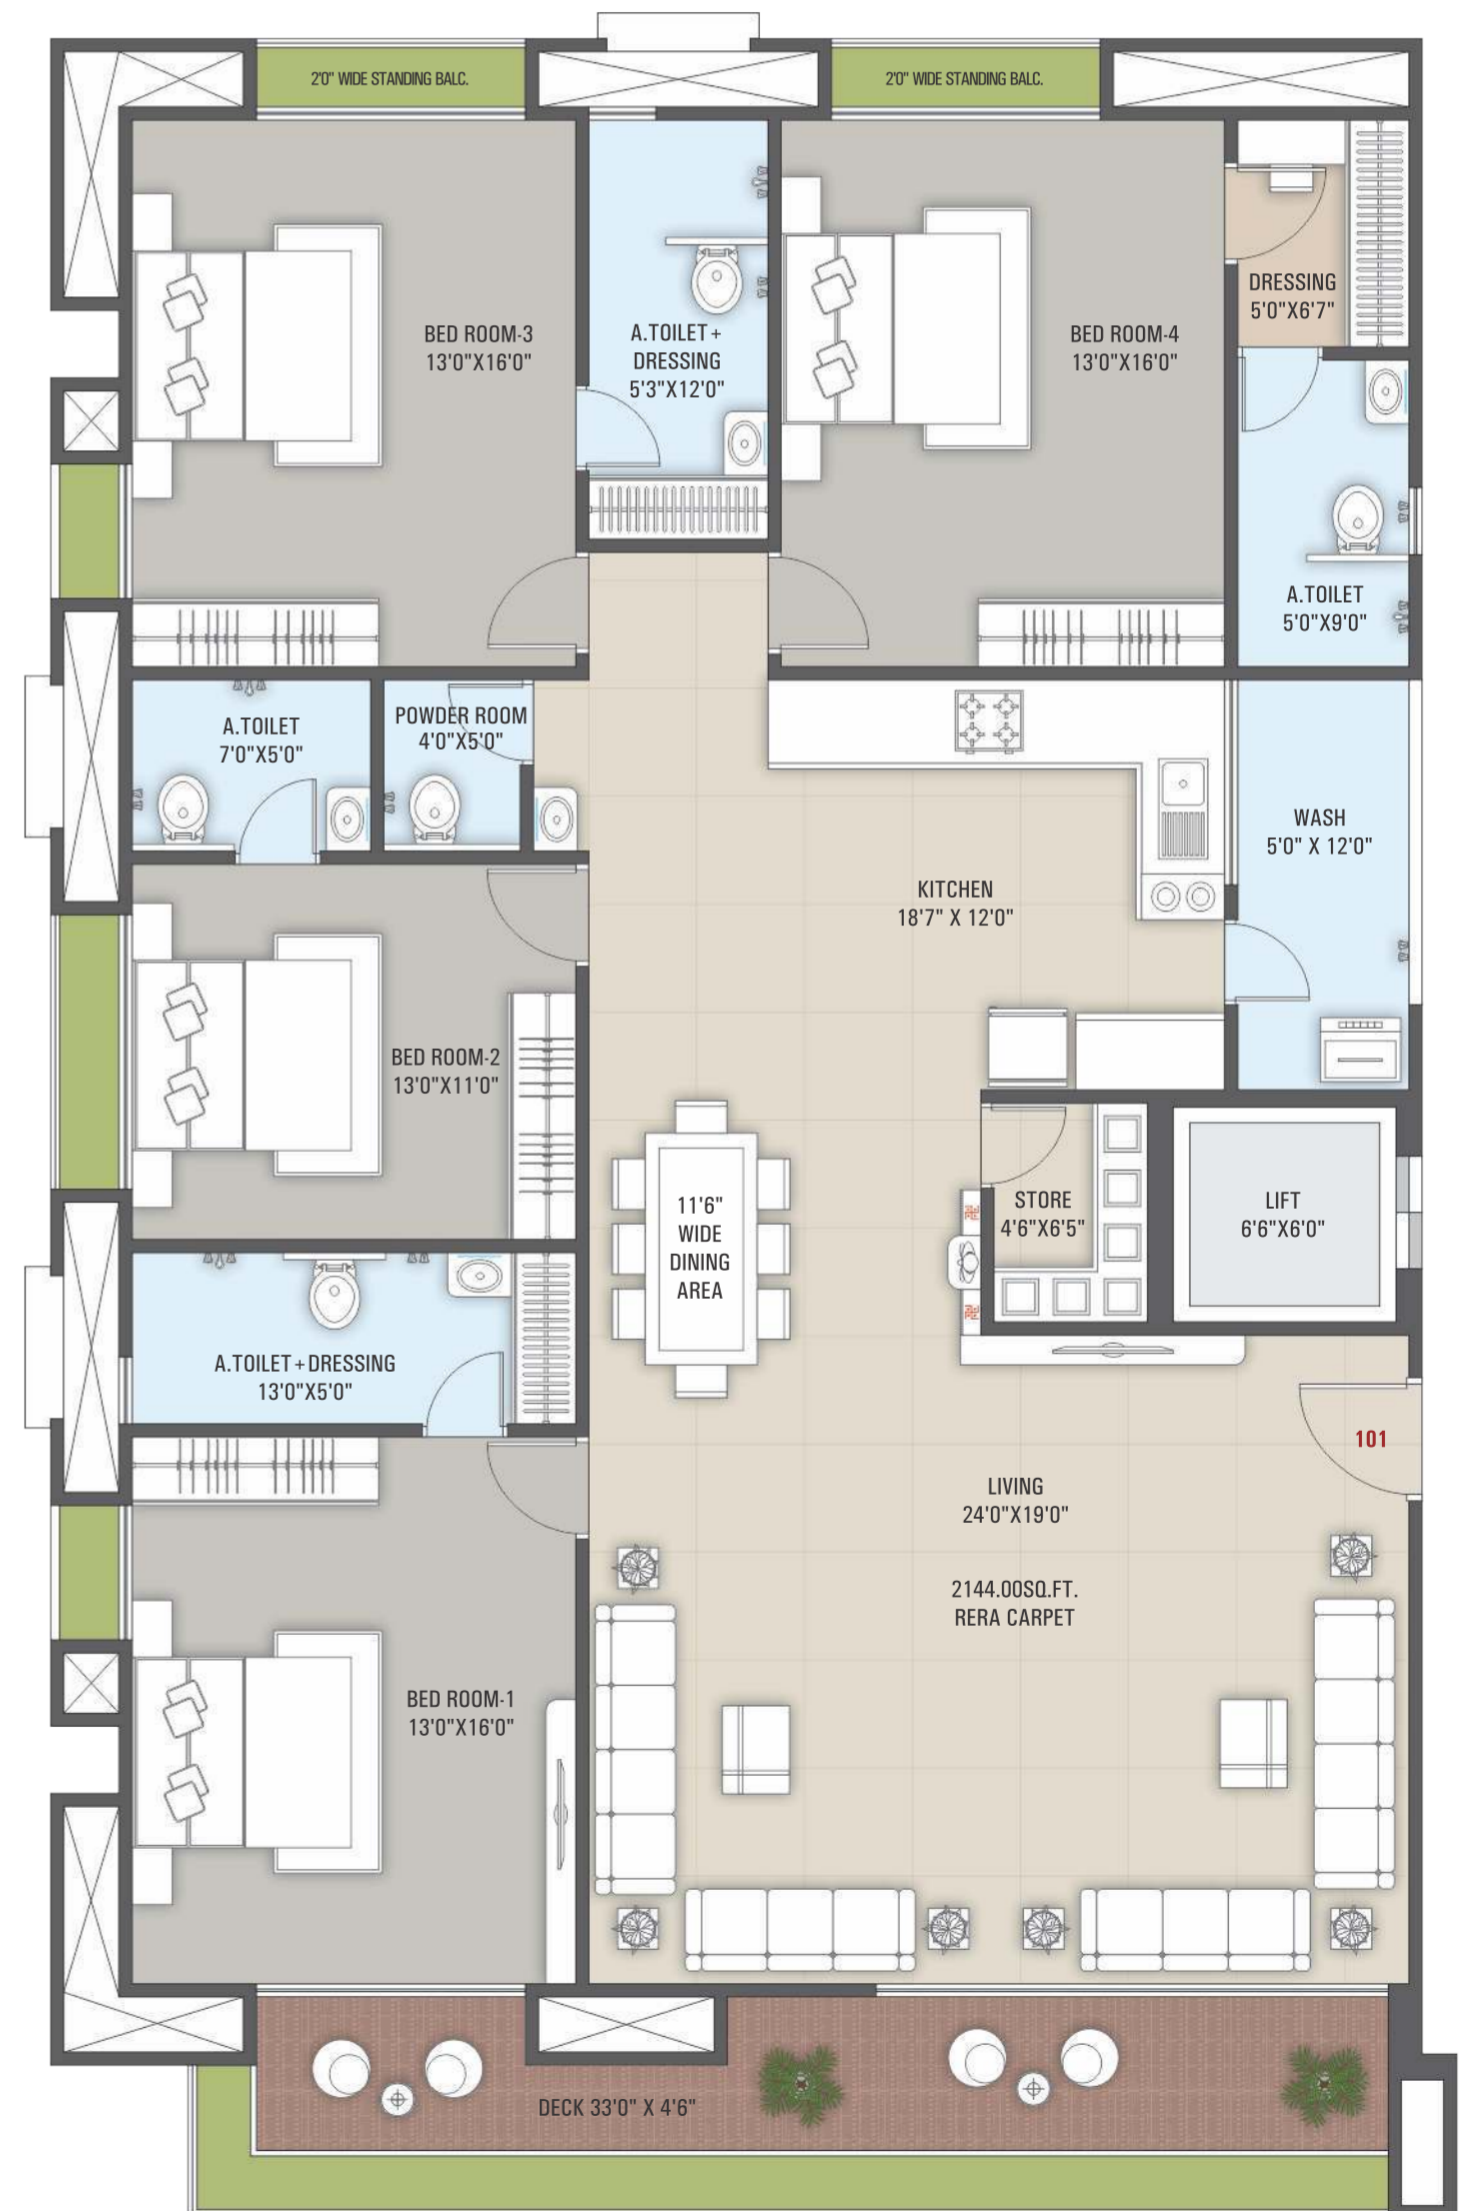 2'0" WIDE STANDING BALC.
2'0" WIDE STANDING BALC.
BED ROOM-3
13'0"X16'0"
A.TOILET+
DRESSING
5'3"X12'0"
BED ROOM-4
13'0"X16'0"
DRESSING
5'0"X6'7"
A.TOILET
5'0"X9'0"
A.TOILET
7'0"X5'0"
POWDER ROOM
4'0"X5'0"
WASH
5'0" X 12'0"
KITCHEN
18'7" X 12'0"
BED ROOM-2
13'0"X11'0"
11'6"
WIDE
DINING
AREA
STORE
4'6"X6'5"
LIFT
6'6"X6'0"
A.TOILET+DRESSING
13'0"X5'0"
101
LIVING
24'0"X19'0"
2144.00SQ.FT.
RERA CARPET
BED ROOM-1
13'0"X16'0"
DECK 33'0" X 4'6"